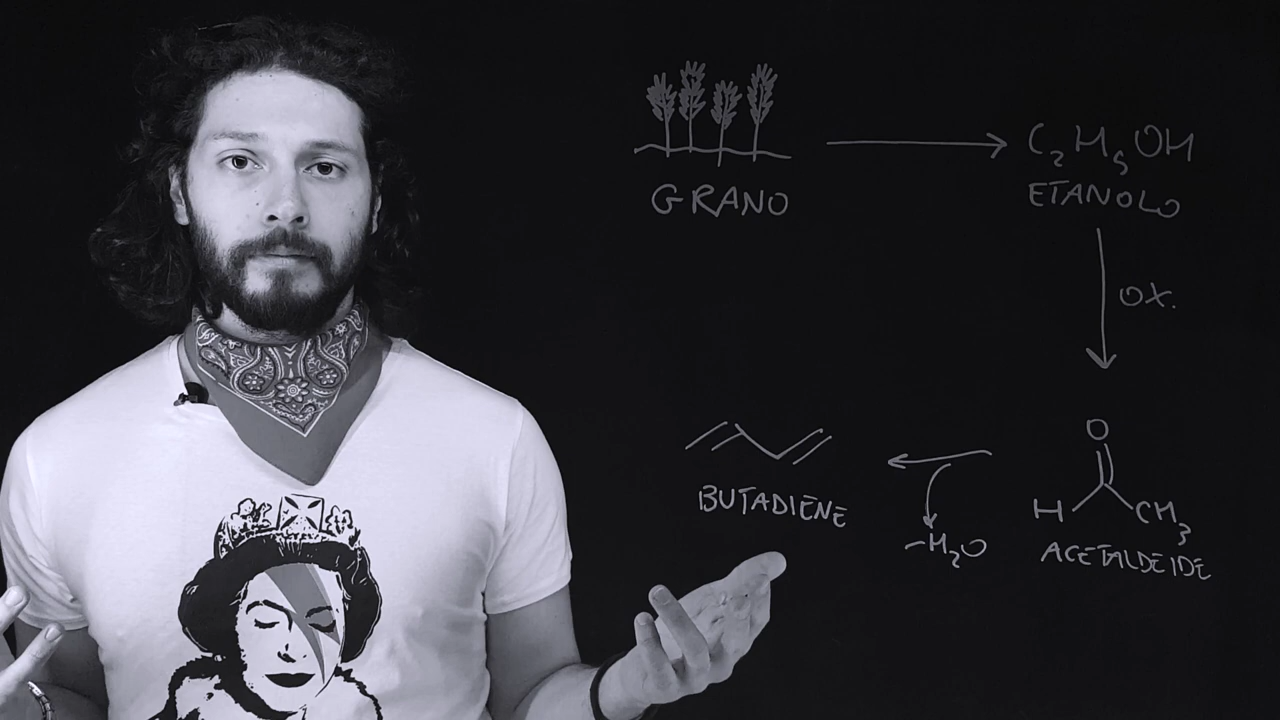 C₂H₅OH
GRANO
ETANOLO
OX.
O
H
CH₃
BUTADIENE
-H₂O
ACETALDEIDE